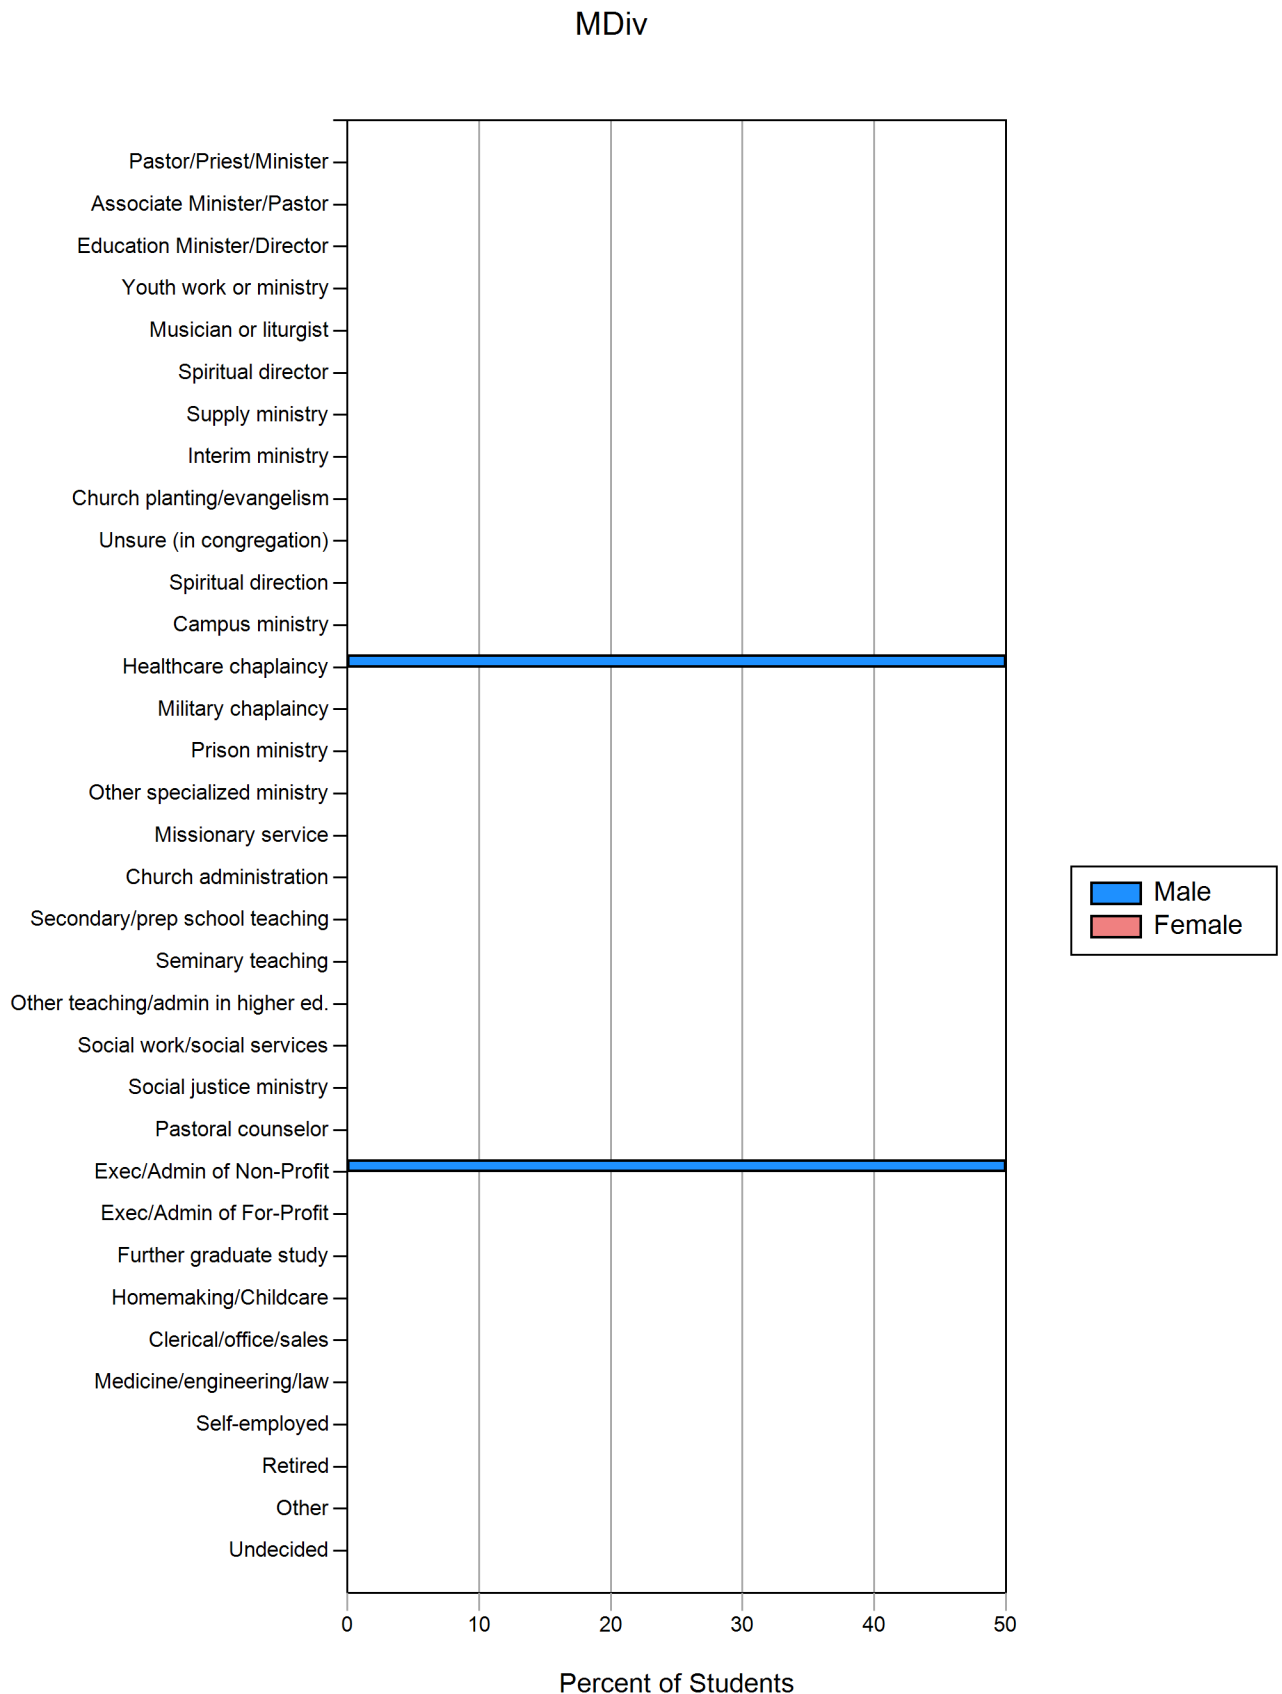 MDiv
Pastor/Priest/Minister
Associate Minister/Pastor
Education Minister/Director
Youth work or ministry
Musician or liturgist
Spiritual director
Supply ministry
Interim ministry
Church planting/evangelism
Unsure (in congregation)
Spiritual direction
Campus ministry
Healthcare chaplaincy
Military chaplaincy
Prison ministry
Other specialized ministry
Missionary service
Church administration
Secondary/prep school teaching
Seminary teaching
Other teaching/admin in higher ed.
Social work/social services
Social justice ministry
Pastoral counselor
Exec/Admin of Non-Profit
Exec/Admin of For-Profit
Further graduate study
Homemaking/Childcare
Clerical/office/sales
Medicine/engineering/law
Self-employed
Retired
Other
Undecided
0 10 20 30 40 50
Percent of Students
Male
Female